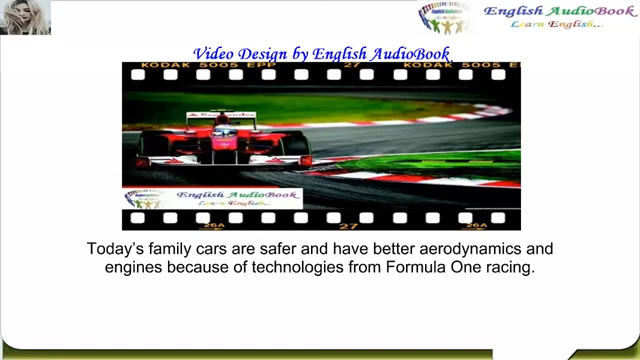 English AudioBook
Learn English...
Video Design by English AudioBook
KODAK 5005 EPP 27 KODAK 5005
Santander
English AudioBook
Learn English...
26A 27 26A
Today's family cars are safer and have better aerodynamics and
engines because of technologies from Formula One racing.